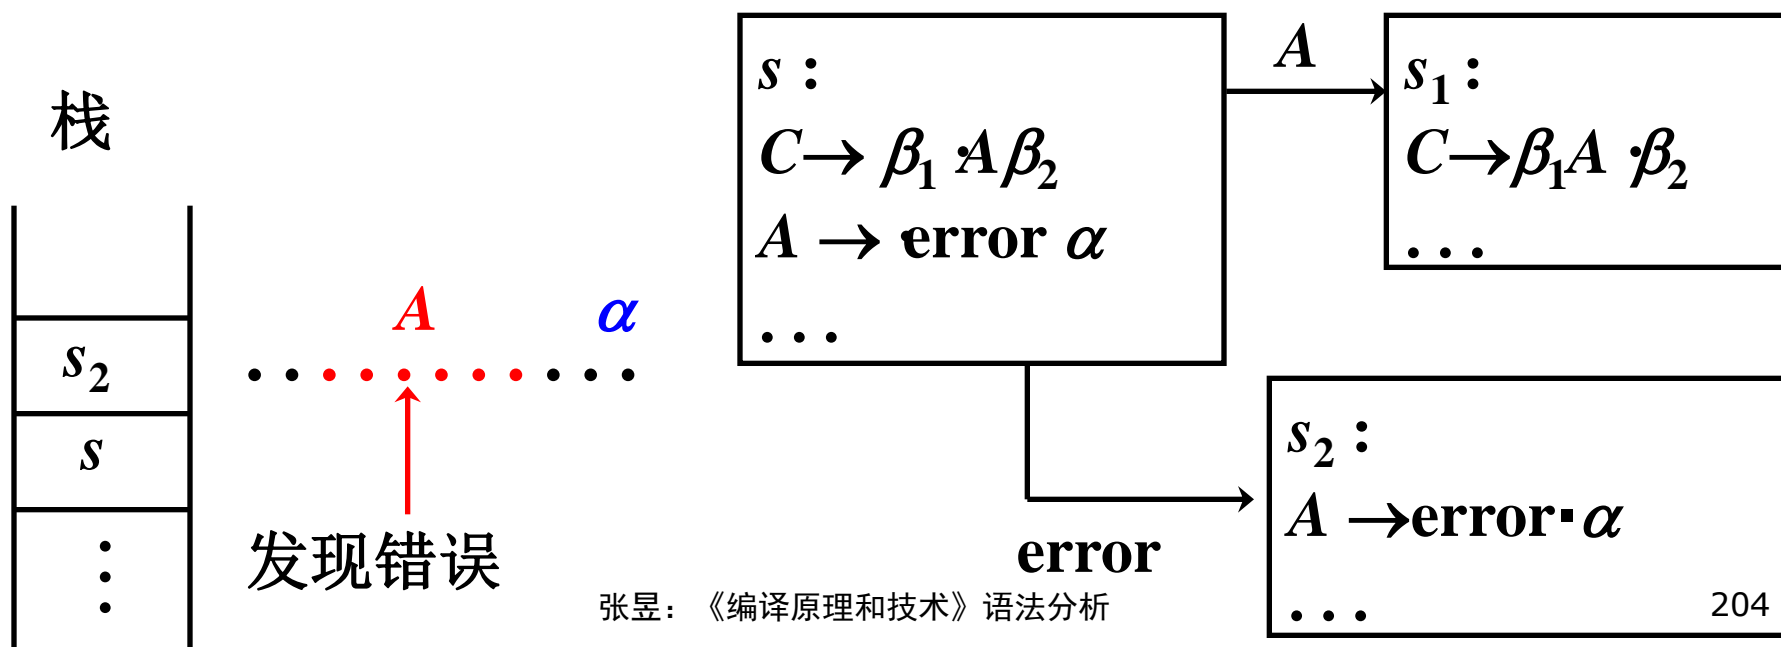 栈
s₂
s
⋮
A
α
发现错误
s :
C→ β₁ ·Aβ₂
A → ·error α
...
A
s₁ :
C→β₁A ·β₂
...
error
s₂ :
A →error·α
...
张昱：《编译原理和技术》语法分析
204